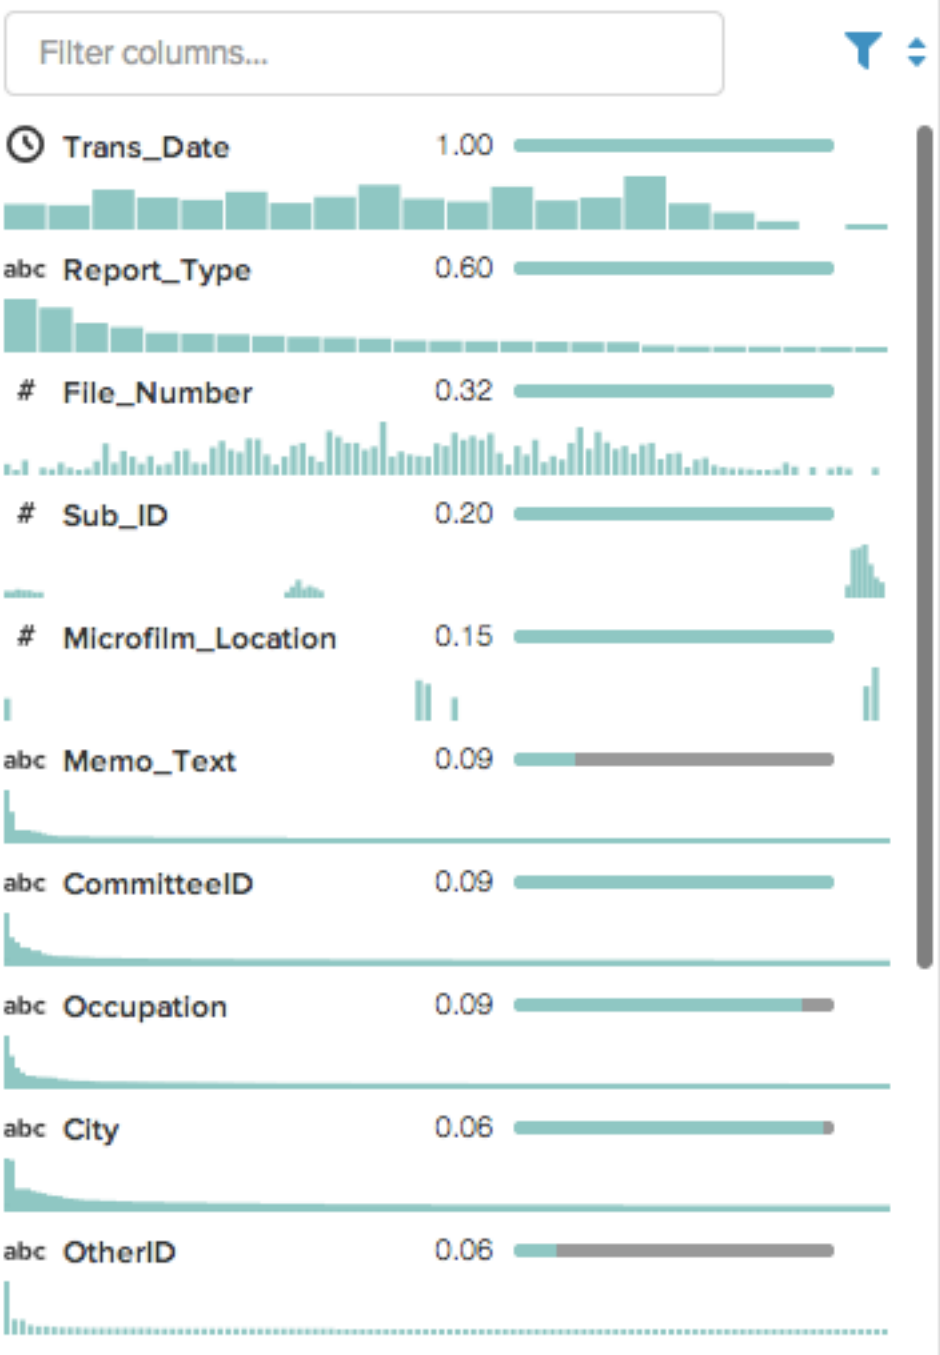 Filter columns...
Trans_Date 1.00
abc Report_Type 0.60
# File_Number 0.32
# Sub_ID 0.20
# Microfilm_Location 0.15
abc Memo_Text 0.09
abc CommitteeID 0.09
abc Occupation 0.09
abc City 0.06
abc OtherID 0.06